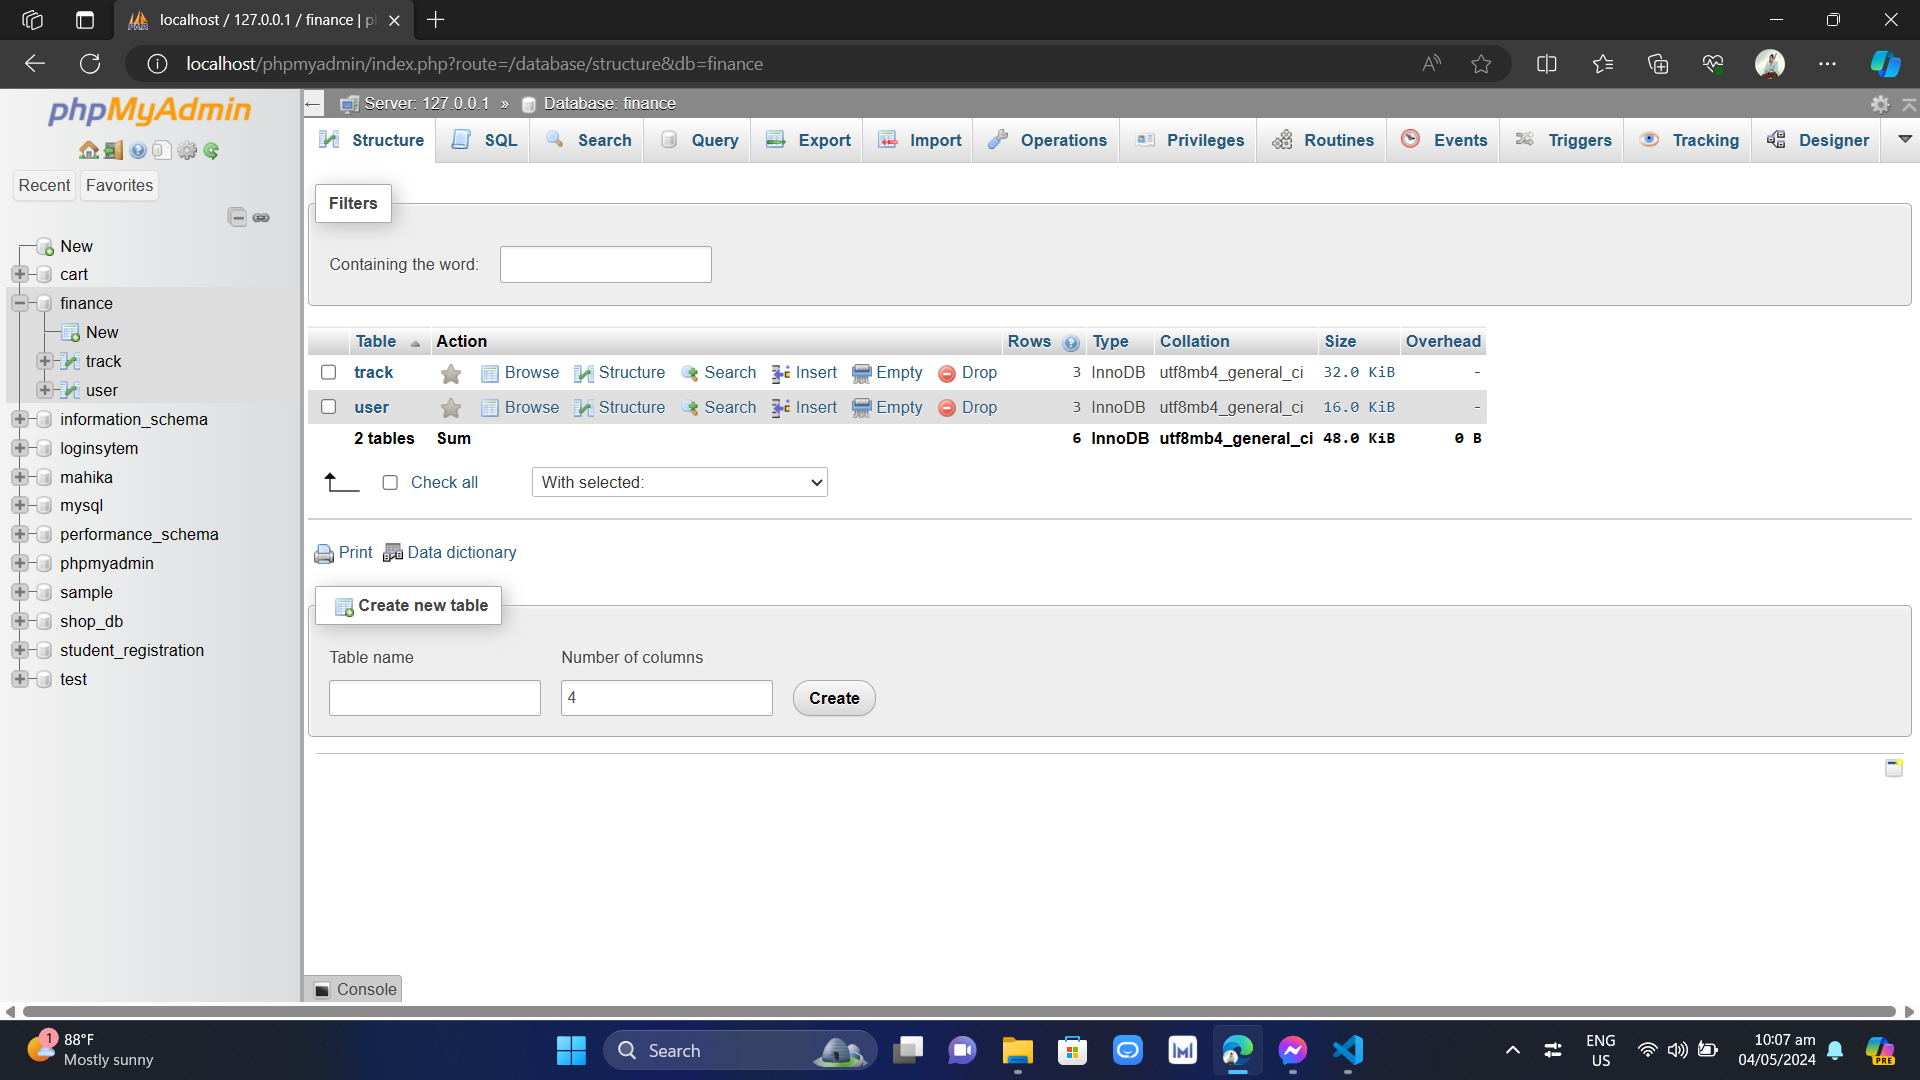 localhost / 127.0.0.1 / finance | p
localhost/phpmyadmin/index.php?route=/database/structure&db=finance
phpMyAdmin
Recent Favorites
New
cart
finance
New
track
user
information_schema
loginsytem
mahika
mysql
performance_schema
phpmyadmin
sample
shop_db
student_registration
test
Server: 127.0.0.1 » Database: finance
Structure SQL Search Query Export Import Operations Privileges Routines Events Triggers Tracking Designer
Filters
Containing the word:
Table Action Rows Type Collation Size Overhead
track Browse Structure Search Insert Empty Drop 3 InnoDB utf8mb4_general_ci 32.0 KiB -
user Browse Structure Search Insert Empty Drop 3 InnoDB utf8mb4_general_ci 16.0 KiB -
2 tables Sum 6 InnoDB utf8mb4_general_ci 48.0 KiB 0 B
Check all With selected:
Print Data dictionary
Create new table
Table name Number of columns
4 Create
Console
1 88°F
Mostly sunny
Search
ENG
US
10:07 am
04/05/2024
PRE